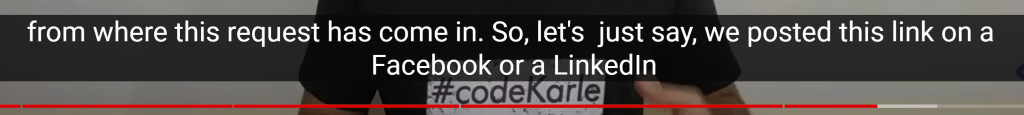 from where this request has come in. So, let's  just say, we posted this link on a
Facebook or a LinkedIn
#codeKarle